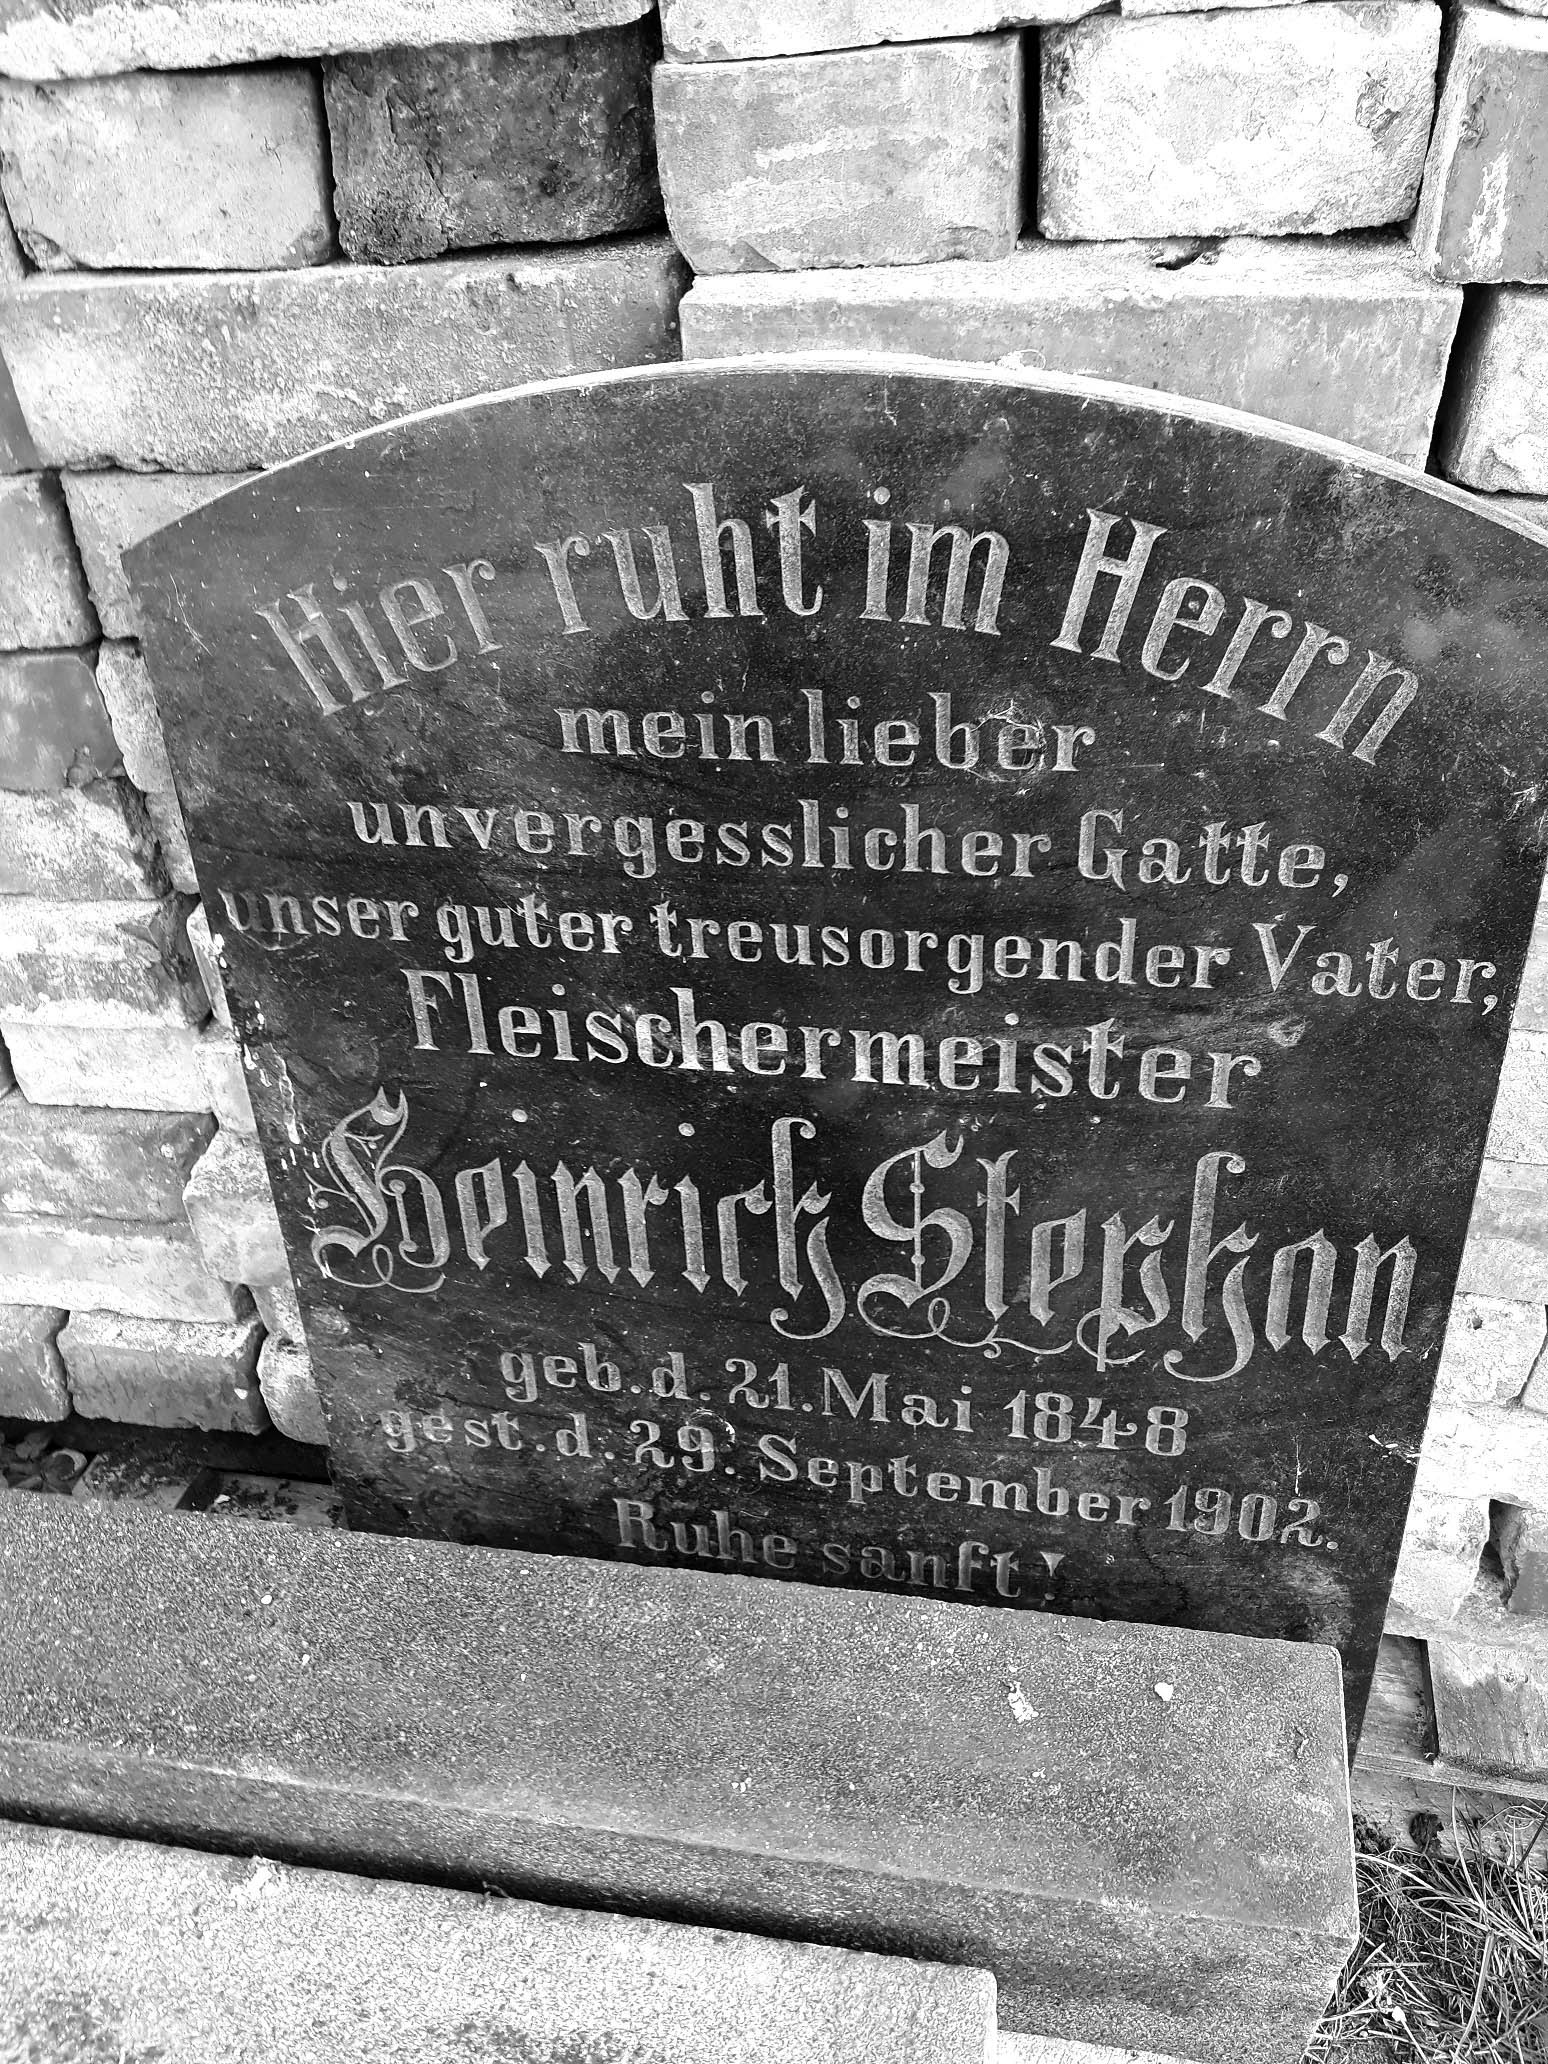 Hier ruht im Herrn
mein lieber
unvergesslicher Gatte,
unser guter treusorgender Vater,
Fleischermeister
Heinrich Stephan
geb. d. 21. Mai 1848
gest. d. 29. September 1902.
Ruhe sanft!